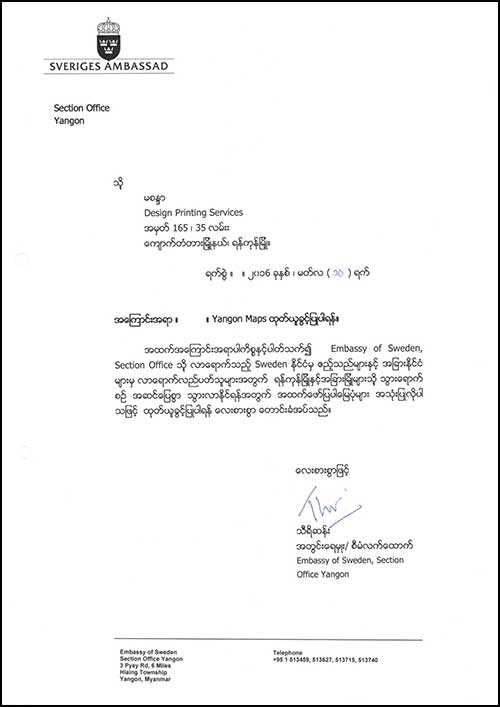 SVERIGES AMBASSAD
Section Office
Yangon
သို့
မစန္ဒာ
Design Printing Services
အမှတ် 165 ၊ 35 လမ်း။
ကျောက်တံတားမြို့နယ်၊ ရန်ကုန်မြို့။
ရက်စွဲ ။ ။ ၂၀၁၆ ခုနှစ် ၊ မတ်လ ( ၁၀ ) ရက်
အကြောင်းအရာ ။ ။ Yangon Maps ထုတ်ယူခွင့်ပြုပါရန်။
အထက်အကြောင်းအရာပါကိစ္စနှင့်ပါတ်သက်၍ Embassy of Sweden,
Section Office သို့ လာရောက်သည့် Sweden နိုင်ငံမှ ဧည့်သည်များနှင့် အခြားနိုင်ငံ
များမှ လာရောက်လည်ပတ်သူများအတွက် ရန်ကုန်မြို့နှင့်အခြားမြို့များသို့ သွားရောက်
စဉ် အဆင်ပြေစွာ သွားလာနိုင်ရန်အတွက် အထက်ဖော်ပြပါမြေပုံများ အသုံးပြုလိုပါ
သဖြင့် ထုတ်ယူခွင့်ပြုပါရန် လေးစားစွာ တောင်းခံအပ်သည်။
လေးစားစွာဖြင့်
သီရိဆန်း
အတွင်းရေးမှူး/ စီမံလက်ထောက်
Embassy of Sweden, Section
Office Yangon
Embassy of Sweden
Section Office Yangon
3 Pyay Rd, 6 Miles
Hlaing Township
Yangon, Myanmar
Telephone
+95 1 513459, 513627, 513715, 513740